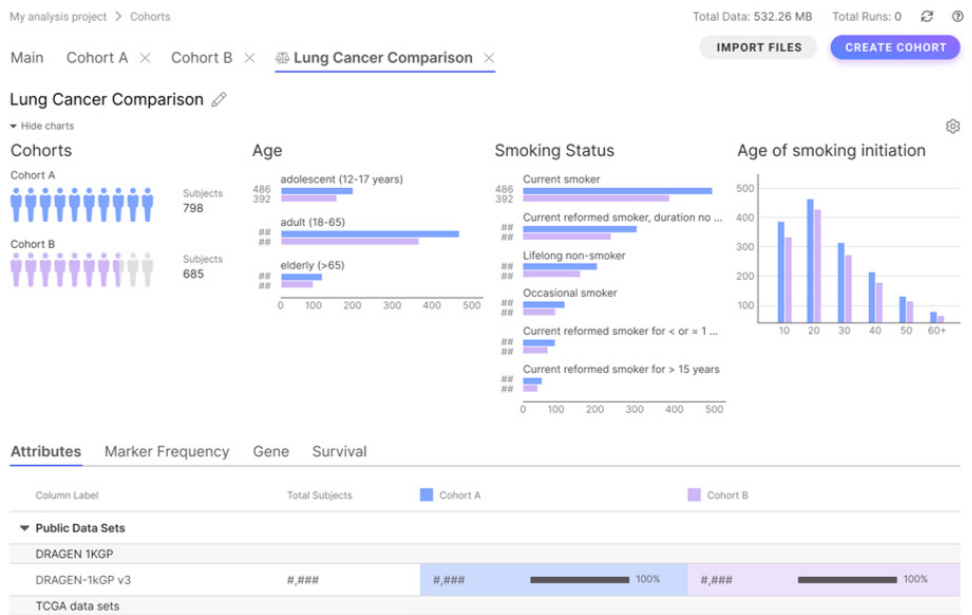 My analysis project > Cohorts
Total Data: 532.26 MB Total Runs: 0
IMPORT FILES
CREATE COHORT
Main Cohort A Cohort B Lung Cancer Comparison
Lung Cancer Comparison
Hide charts
Cohorts
Cohort A
Subjects
798
Cohort B
Subjects
685
Age
adolescent (12-17 years)
486
392
adult (18-65)
##
##
elderly (>65)
##
##
0 100 200 300 400 500
Smoking Status
Current smoker
486
392
Current reformed smoker, duration no ...
##
##
Lifelong non-smoker
##
##
Occasional smoker
##
##
Current reformed smoker for < or = 1 ...
##
##
Current reformed smoker for > 15 years
##
##
0 100 200 300 400 500
Age of smoking initiation
500
400
300
200
100
10 20 30 40 50 60+
Attributes Marker Frequency Gene Survival
Column Label Total Subjects Cohort A Cohort B
Public Data Sets
DRAGEN 1KGP
DRAGEN-1kGP v3 #,### #,### 100% #,### 100%
TCGA data sets